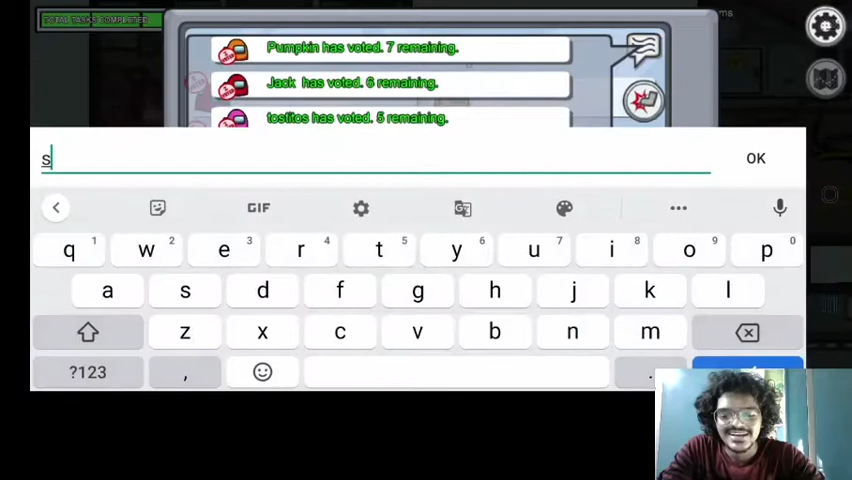 TOTAL TASKS COMPLETED
Pumpkin has voted. 7 remaining.
Jack has voted. 6 remaining.
tostitos has voted. 5 remaining.
s
OK
GIF
q 1 w 2 e 3 r 4 t 5 y 6 u 7 i 8 o 9 p 0
a s d f g h j k l
z x c v b n m
?123 , .